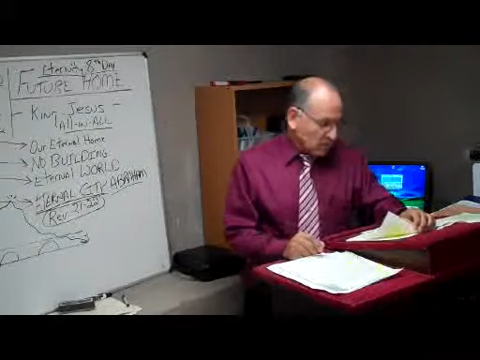 Eternity 8th Day
FUTURE HOME
King Jesus
ALL-IN-ALL
Our Eternal Home
NO BUILDING
ETERNAL WORLD
ETERNAL CITY ABRAHAM
Rev. 21-22